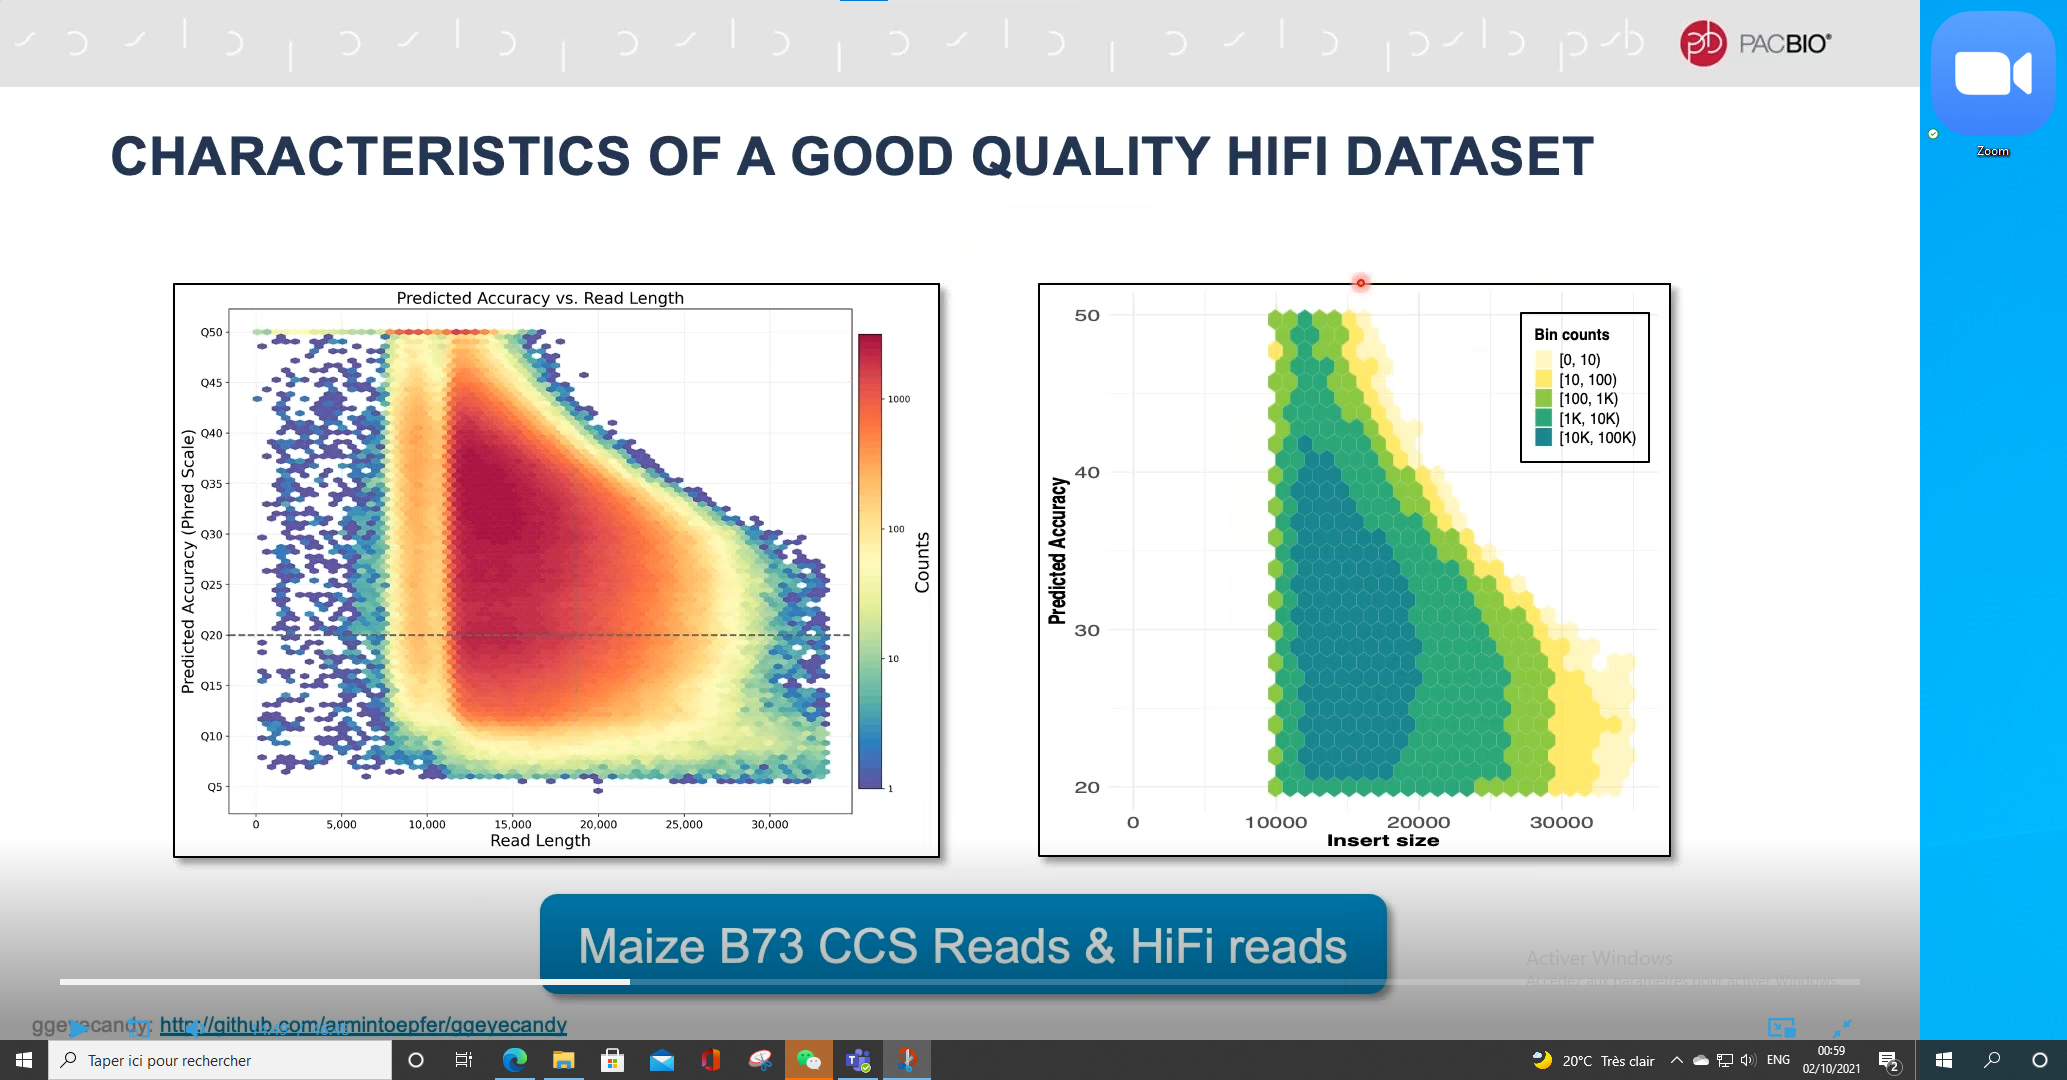 PACBIO®
Zoom
CHARACTERISTICS OF A GOOD QUALITY HIFI DATASET
Predicted Accuracy vs. Read Length
Predicted Accuracy (Phred Scale)
Q50
Q45
Q40
Q35
Q30
Q25
Q20
Q15
Q10
Q5
0 5,000 10,000 15,000 20,000 25,000 30,000
Read Length
1000
100
10
1
Counts
Predicted Accuracy
50
40
30
20
0 10000 20000 30000
Insert size
Bin counts
[0, 10)
[10, 100)
[100, 1K)
[1K, 10K)
[10K, 100K)
Maize B73 CCS Reads & HiFi reads
Activer Windows
Accédez aux paramètres pour activer Windows.
ggeyecandy: http://github.com/armintoepfer/ggeyecandy
Taper ici pour rechercher
20°C Très clair
ENG
00:59
02/10/2021
2